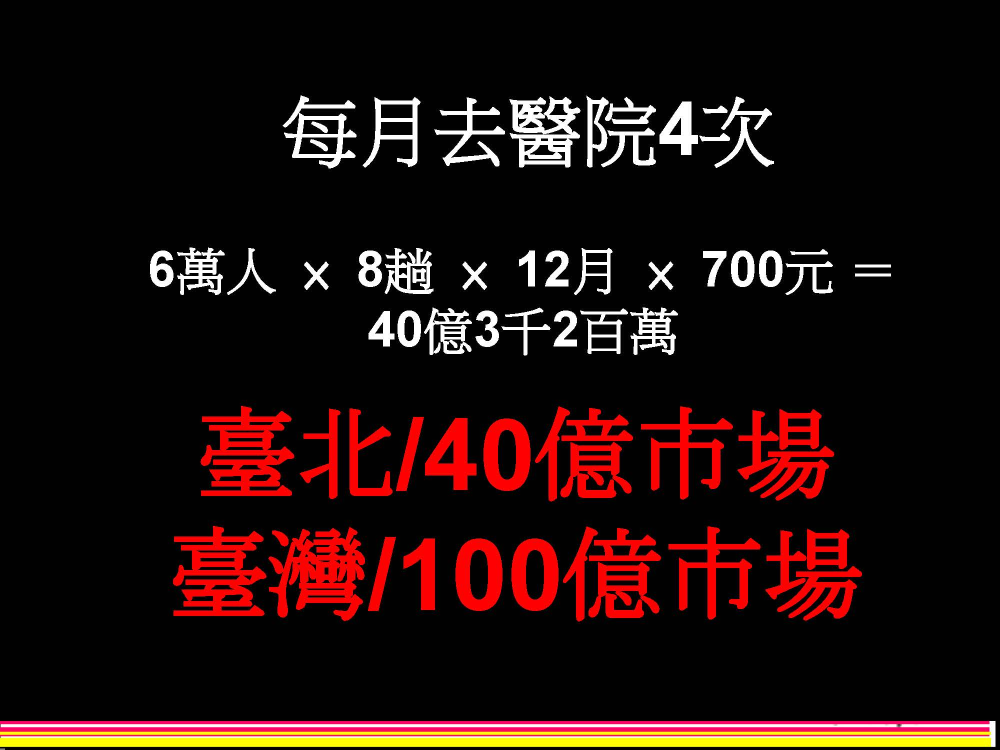 每月去醫院4次
6萬人 x 8趟 x 12月 x 700元 =
40億3千2百萬
臺北/40億市場
臺灣/100億市場